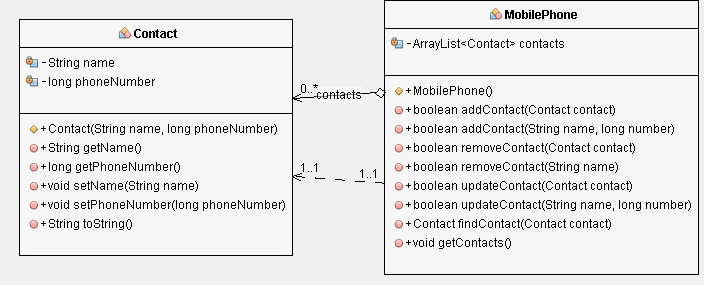 Contact
- String name
- long phoneNumber
+ Contact(String name, long phoneNumber)
+ String getName()
+ long getPhoneNumber()
+ void setName(String name)
+ void setPhoneNumber(long phoneNumber)
+ String toString()
0..*
contacts
1..1
1..1
MobilePhone
- ArrayList<Contact> contacts
+ MobilePhone()
+ boolean addContact(Contact contact)
+ boolean addContact(String name, long number)
+ boolean removeContact(Contact contact)
+ boolean removeContact(String name)
+ boolean updateContact(Contact contact)
+ boolean updateContact(String name, long number)
+ Contact findContact(Contact contact)
+ void getContacts()